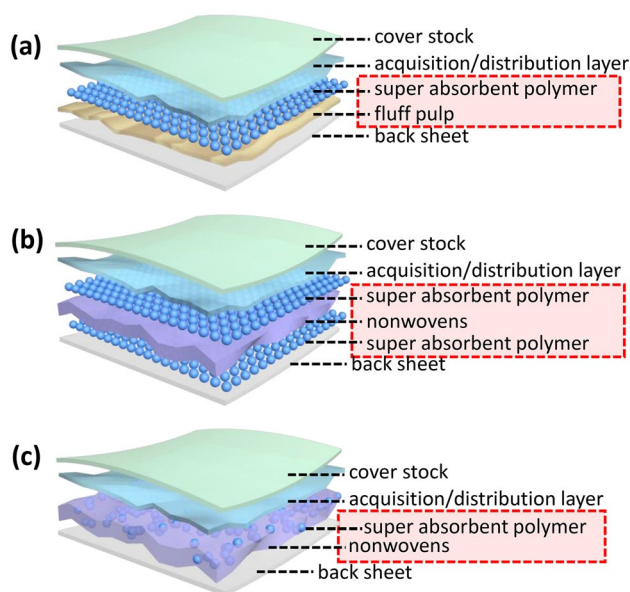 (a)
cover stock
acquisition/distribution layer
super absorbent polymer
fluff pulp
back sheet
(b)
cover stock
acquisition/distribution layer
super absorbent polymer
nonwovens
super absorbent polymer
back sheet
(c)
cover stock
acquisition/distribution layer
super absorbent polymer
nonwovens
back sheet